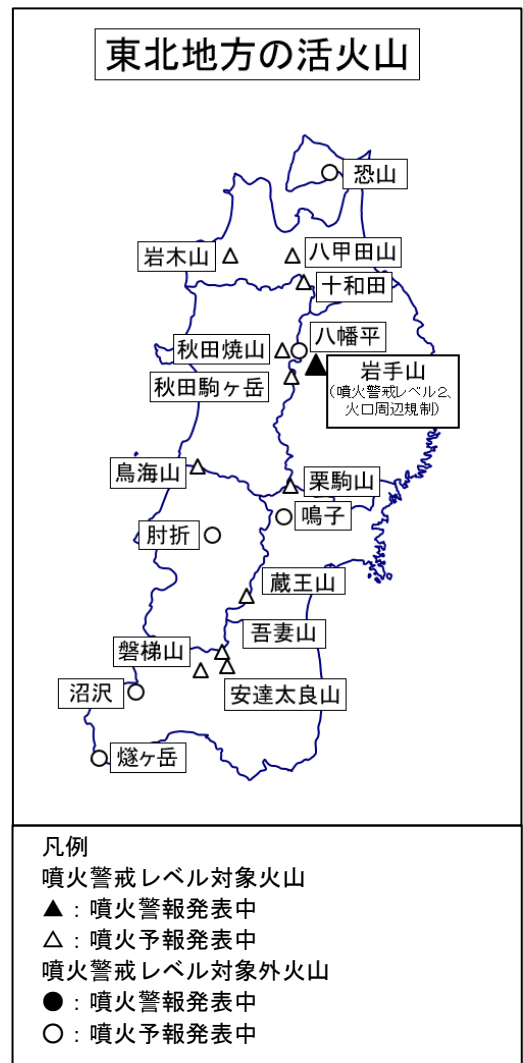 東北地方の活火山
恐山
岩木山
八甲田山
十和田
八幡平
秋田焼山
岩手山
(噴火警戒レベル2、
火口周辺規制)
秋田駒ヶ岳
鳥海山
栗駒山
鳴子
肘折
蔵王山
吾妻山
磐梯山
安達太良山
沼沢
燧ヶ岳
凡例
噴火警戒レベル対象火山
▲：噴火警報発表中
△：噴火予報発表中
噴火警戒レベル対象外火山
●：噴火警報発表中
○：噴火予報発表中